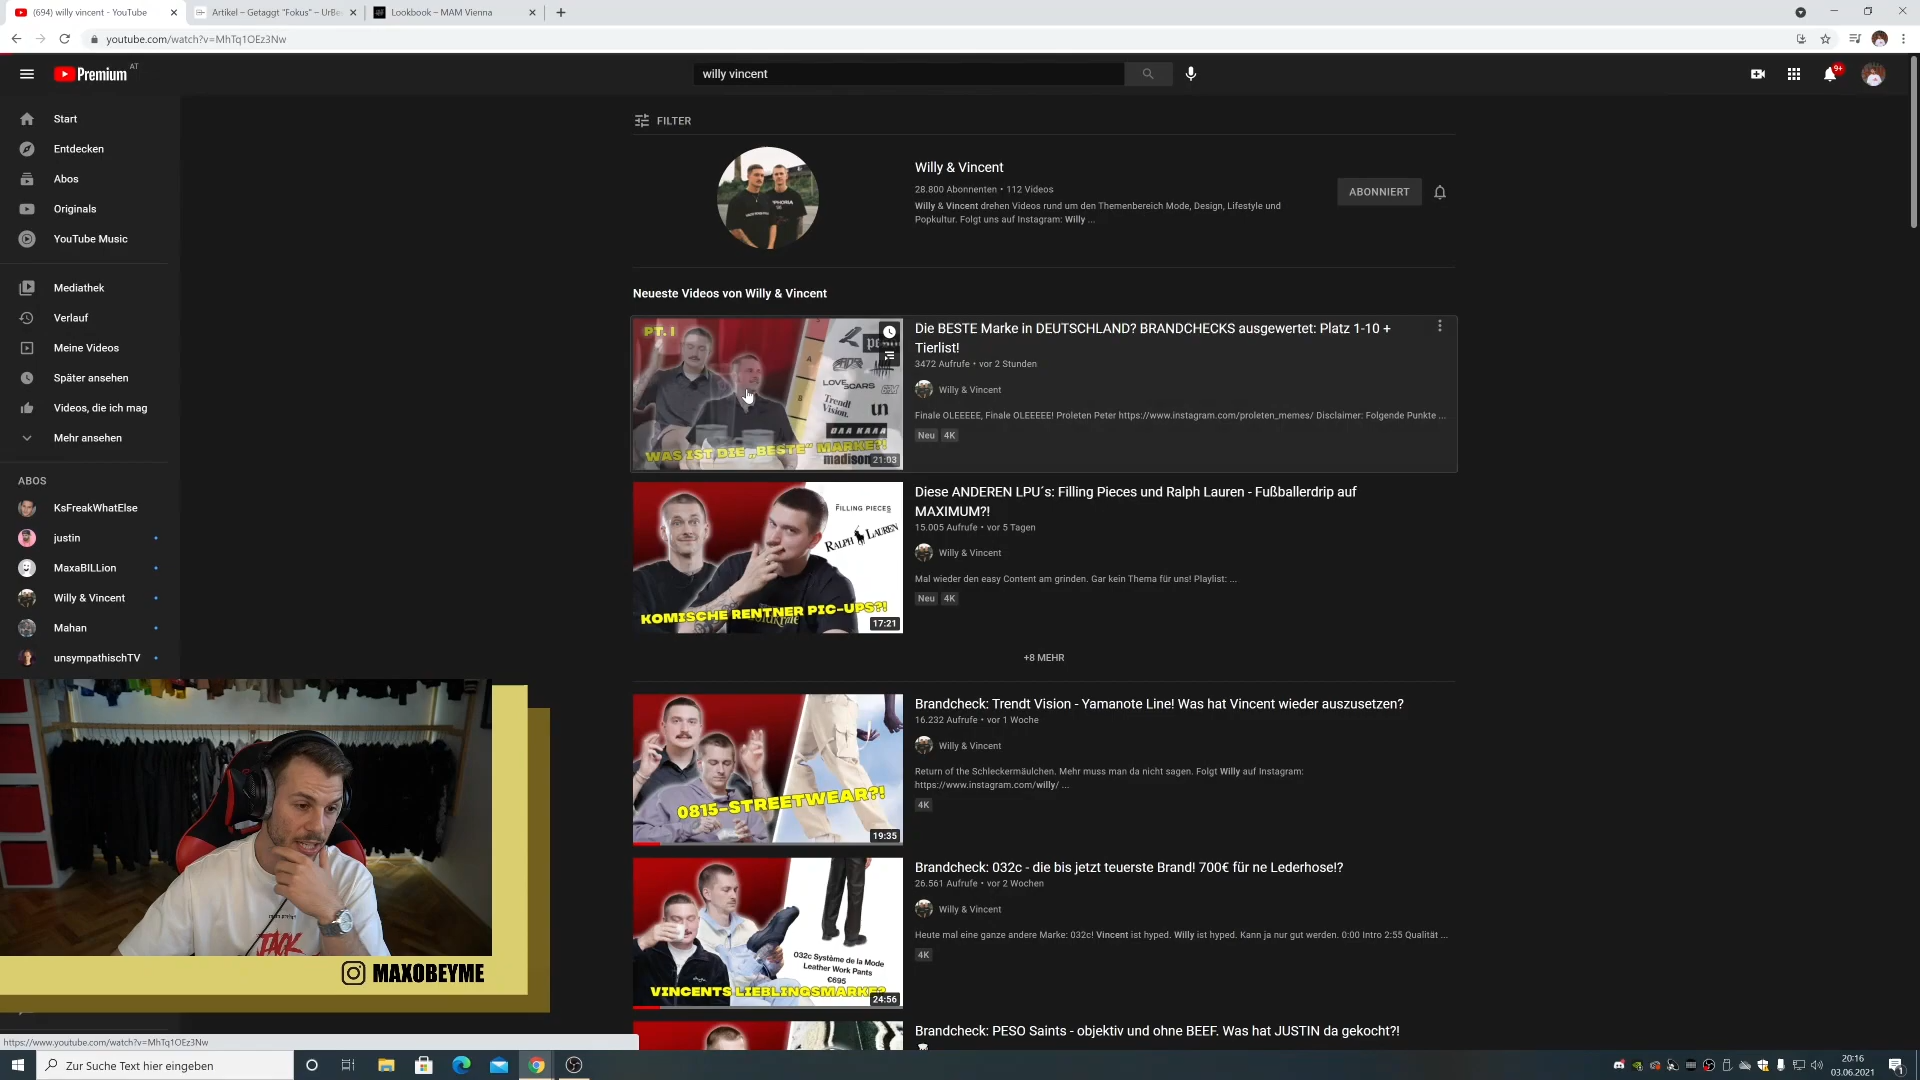 (694) willy vincent - YouTube
Artikel – Getaggt "Fokus" – UrBe
Lookbook – MAM Vienna
youtube.com/watch?v=MhTq1OEz3Nw
Premium AT
willy vincent
9+
Start
Entdecken
Abos
Originals
YouTube Music
Mediathek
Verlauf
Meine Videos
Später ansehen
Videos, die ich mag
Mehr ansehen
ABOS
KsFreakWhatElse
justin
MaxaBILLion
Willy & Vincent
Mahan
unsympathischTV
FILTER
Willy & Vincent
28.800 Abonnenten • 112 Videos
Willy & Vincent drehen Videos rund um den Themenbereich Mode, Design, Lifestyle und
Popkultur. Folgt uns auf Instagram: Willy ...
ABONNIERT
Neueste Videos von Willy & Vincent
PT. I
LOVE SCARS
Trendt
Vision.
un
DAA KAAA
WAS IST DIE „BESTE" MARKE?!
madison
21:03
Die BESTE Marke in DEUTSCHLAND? BRANDCHECKS ausgewertet: Platz 1-10 +
Tierlist!
3472 Aufrufe • vor 2 Stunden
Willy & Vincent
Finale OLEEEEE, Finale OLEEEEE! Proleten Peter https://www.instagram.com/proleten_memes/ Disclaimer: Folgende Punkte ...
Neu 4K
FILLING PIECES
RALPH LAUREN
KOMISCHE RENTNER PIC-UPS?!
17:21
Diese ANDEREN LPU´s: Filling Pieces und Ralph Lauren - Fußballerdrip auf
MAXIMUM?!
15.005 Aufrufe • vor 5 Tagen
Willy & Vincent
Mal wieder den easy Content am grinden. Gar kein Thema für uns! Playlist: ...
Neu 4K
+8 MEHR
0815-STREETWEAR?!
19:35
Brandcheck: Trendt Vision - Yamanote Line! Was hat Vincent wieder auszusetzen?
16.232 Aufrufe • vor 1 Woche
Willy & Vincent
Return of the Schleckermäulchen. Mehr muss man da nicht sagen. Folgt Willy auf Instagram:
https://www.instagram.com/willy/ ...
4K
032c Système de la Mode
Leather Work Pants
€695
VINCENTS LIEBLINGSMARKE?
24:56
Brandcheck: 032c - die bis jetzt teuerste Brand! 700€ für ne Lederhose!?
26.561 Aufrufe • vor 2 Wochen
Willy & Vincent
Heute mal eine ganze andere Marke: 032c! Vincent ist hyped. Willy ist hyped. Kann ja nur gut werden. 0:00 Intro 2:55 Qualität ...
4K
Brandcheck: PESO Saints - objektiv und ohne BEEF. Was hat JUSTIN da gekocht?!
MAXOBEYME
https://www.youtube.com/watch?v=MhTq1OEz3Nw
Zur Suche Text hier eingeben
20:16
03.06.2021